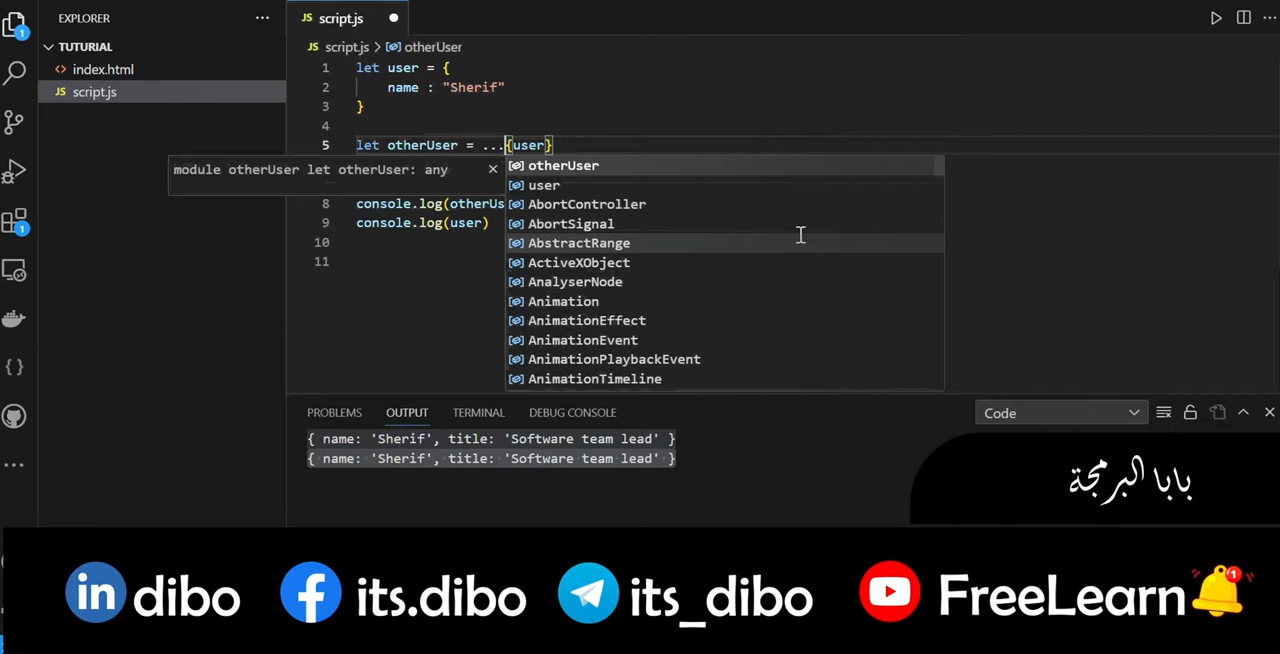 EXPLORER
script.js
TUTURIAL
script.js > otherUser
index.html
1 let user = {
script.js
2 name : "Sherif"
3 }
4
5 let otherUser = ...{user}
module otherUser let otherUser: any
otherUser
user
8 console.log(otherUs
AbortController
9 console.log(user)
AbortSignal
10
AbstractRange
11
ActiveXObject
AnalyserNode
Animation
AnimationEffect
AnimationEvent
AnimationPlaybackEvent
AnimationTimeline
PROBLEMS OUTPUT TERMINAL DEBUG CONSOLE Code
{ name: 'Sherif', title: 'Software team lead' }
{ name: 'Sherif', title: 'Software team lead' }
بابا البرمجة
in dibo its.dibo its_dibo FreeLearn